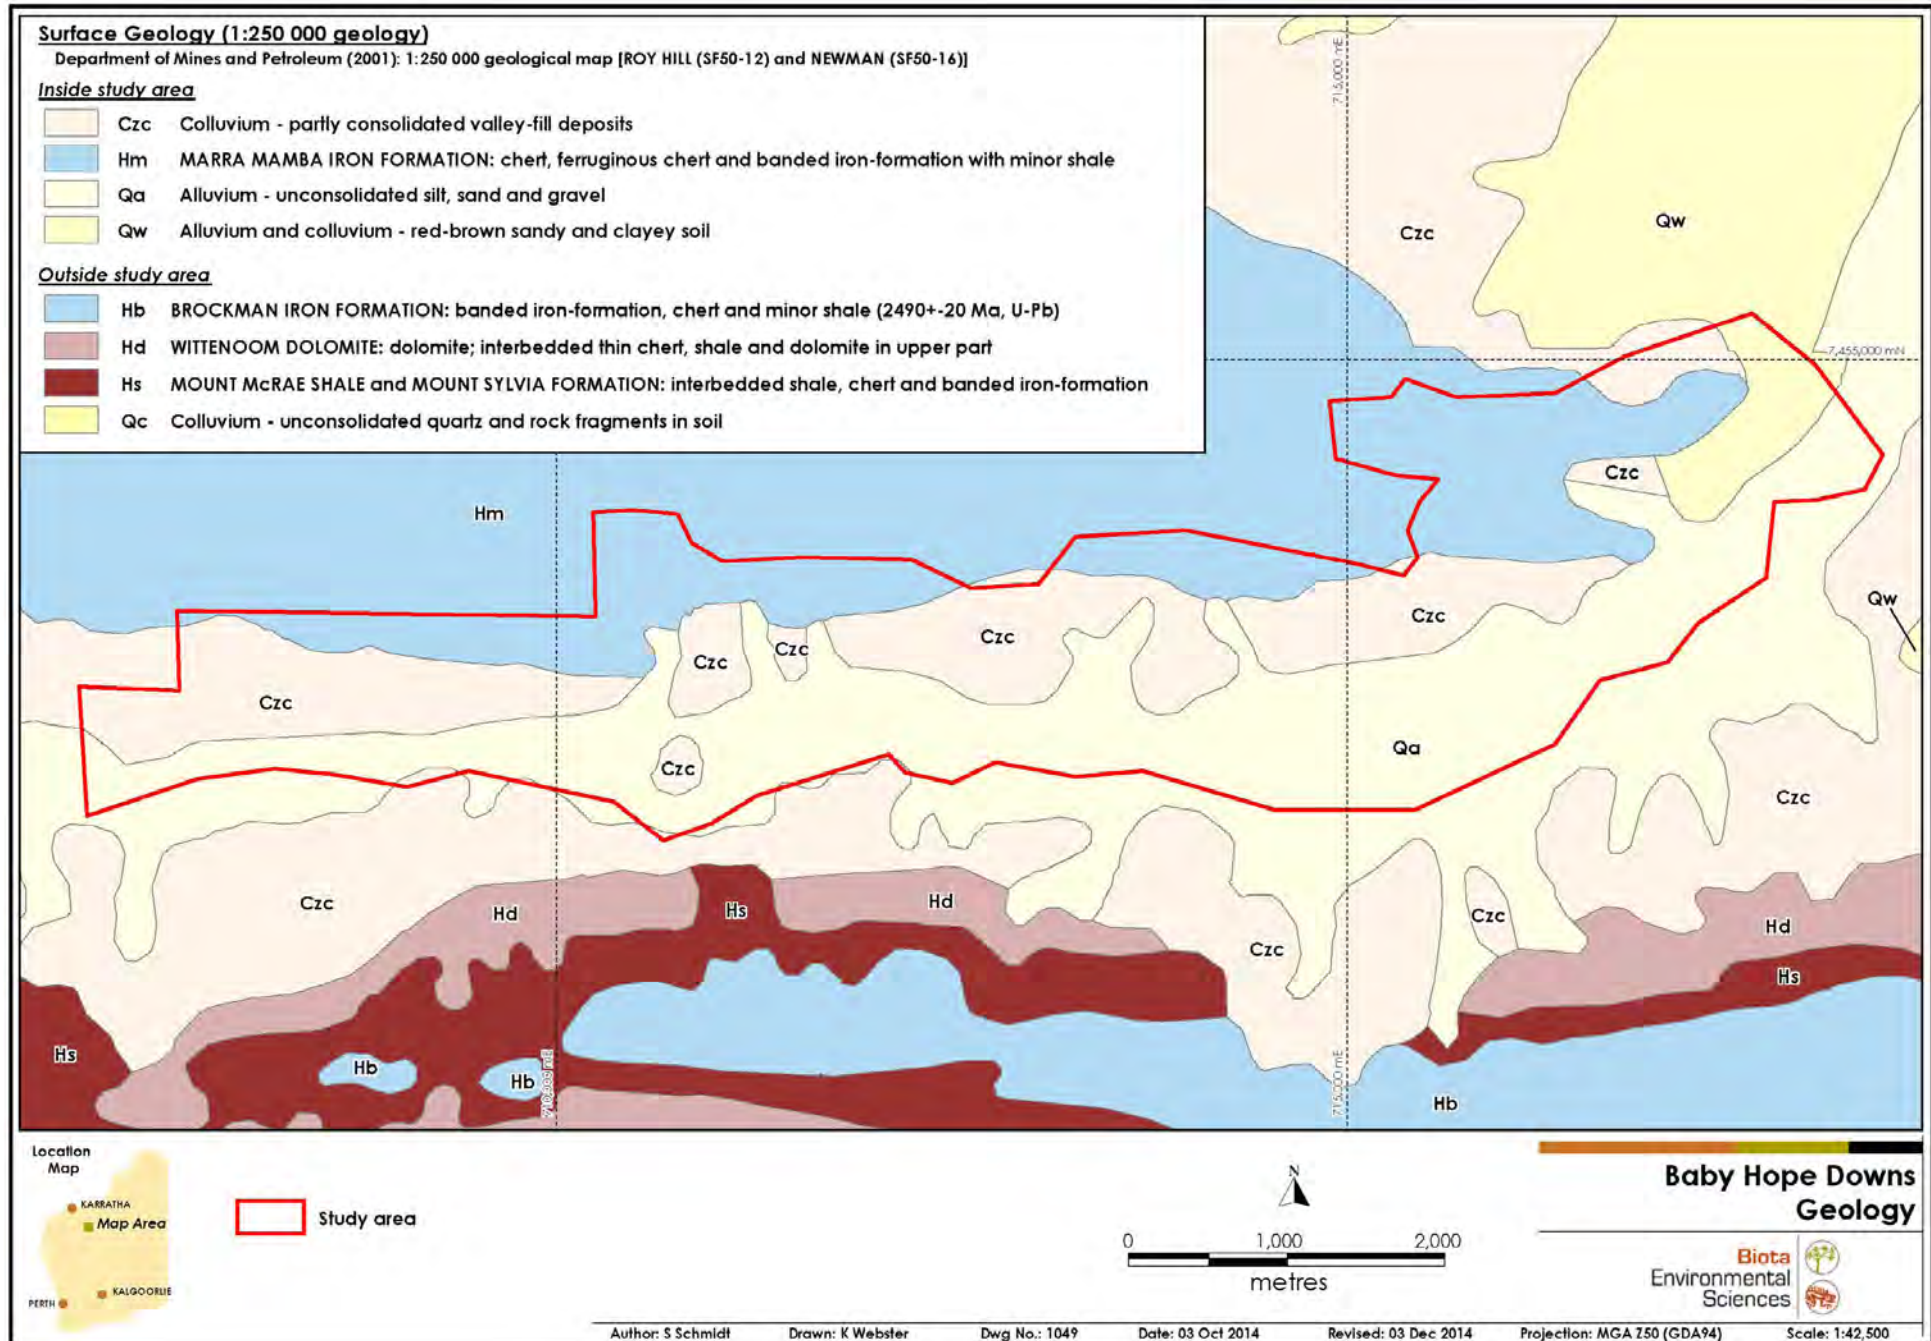 Surface Geology (1:250 000 geology)
Department of Mines and Petroleum (2001): 1:250 000 geological map [ROY HILL (SF50-12) and NEWMAN (SF50-16)]
Inside study area
Czc Colluvium - partly consolidated valley-fill deposits
Hm MARRA MAMBA IRON FORMATION: chert, ferruginous chert and banded iron-formation with minor shale
Qa Alluvium - unconsolidated silt, sand and gravel
Qw Alluvium and colluvium - red-brown sandy and clayey soil
Outside study area
Hb BROCKMAN IRON FORMATION: banded iron-formation, chert and minor shale (2490+-20 Ma, U-Pb)
Hd WITTENOOM DOLOMITE: dolomite; interbedded thin chert, shale and dolomite in upper part
Hs MOUNT McRAE SHALE and MOUNT SYLVIA FORMATION: interbedded shale, chert and banded iron-formation
Qc Colluvium - unconsolidated quartz and rock fragments in soil
715,000 mE
Czc
Qw
7,455,000 mN
Czc
Hm
Qw
Czc
Czc
Czc
Czc
Czc
Czc
Qa
Czc
Czc
Czc
Hd
Hs
Hd
Czc
Czc
Hd
Hs
Hs
Hb
Hb
710,000 mE
715,000 mE
Hb
Location
Map
KARRATHA
Map Area
KALGOORLIE
PERTH
Study area
N
0 1,000 2,000
metres
Baby Hope Downs
Geology
Biota
Environmental
Sciences
Author: S Schmidt Drawn: K Webster Dwg No.: 1049 Date: 03 Oct 2014 Revised: 03 Dec 2014 Projection: MGA Z50 (GDA94) Scale: 1:42,500